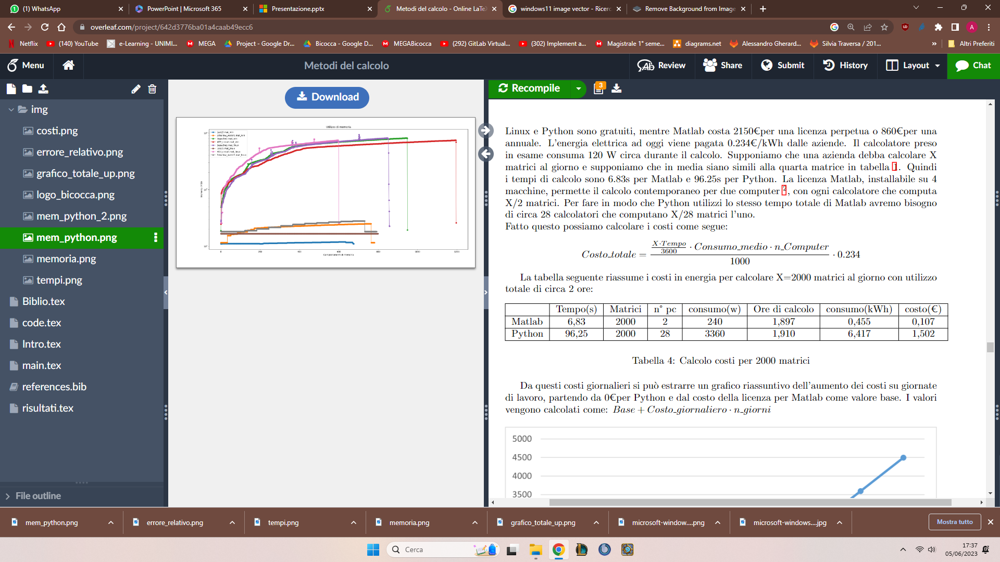 (1) WhatsApp
PowerPoint | Microsoft 365
Presentazione.pptx
Metodi del calcolo - Online LaTeX
windows11 image vector - Ricerc
Remove Background from Image
overleaf.com/project/642d3776ba01a4caab49ecc6
Netflix
(140) YouTube
e-Learning - UNIMI...
MEGA
Project - Google Dr...
Bicocca - Google D...
MEGABicocca
(292) GitLab Virtual...
(302) Implement a...
Magistrale 1° seme...
diagrams.net
Alessandro Gherard...
Silvia Traversa / 201...
»
Altri Preferiti
Menu
Metodi del calcolo
Review
Share
Submit
History
Layout
Chat
Download
Recompile
3
img
costi.png
errore_relativo.png
grafico_totale_up.png
logo_bicocca.png
mem_python_2.png
mem_python.png
memoria.png
tempi.png
Biblio.tex
code.tex
Intro.tex
main.tex
references.bib
risultati.tex
File outline
Utilizzo di memoria
0
200
400
600
800
1000
1200
Campionamenti di memoria
Linux e Python sono gratuiti, mentre Matlab costa 2150€per una licenza perpetua o 860€per una
annuale. L'energia elettrica ad oggi viene pagata 0.234€/kWh dalle aziende. Il calcolatore preso
in esame consuma 120 W circa durante il calcolo. Supponiamo che una azienda debba calcolare X
matrici al giorno e supponiamo che in media siano simili alla quarta matrice in tabella 1. Quindi
i tempi di calcolo sono 6.83s per Matlab e 96.25s per Python. La licenza Matlab, installabile su 4
macchine, permette il calcolo contemporaneo per due computer 2, con ogni calcolatore che computa
X/2 matrici. Per fare in modo che Python utilizzi lo stesso tempo totale di Matlab avremo bisogno
di circa 28 calcolatori che computano X/28 matrici l'uno.
Fatto questo possiamo calcolare i costi come segue:
Costo_totale = X·Tempo/3600 · Consumo_medio · n_Computer / 1000 · 0.234
La tabella seguente riassume i costi in energia per calcolare X=2000 matrici al giorno con utilizzo
totale di circa 2 ore:
Tempo(s) Matrici n° pc consumo(w) Ore di calcolo consumo(kWh) costo(€)
Matlab 6,83 2000 2 240 1,897 0,455 0,107
Python 96,25 2000 28 3360 1,910 6,417 1,502
Tabella 4: Calcolo costi per 2000 matrici
Da questi costi giornalieri si può estrarre un grafico riassuntivo dell'aumento dei costi su giornate
di lavoro, partendo da 0€per Python e dal costo della licenza per Matlab come valore base. I valori
vengono calcolati come: Base + Costo_giornaliero · n_giorni
5000
4500
4000
3500
mem_python.png
errore_relativo.png
tempi.png
memoria.png
grafico_totale_up.png
microsoft-window....png
microsoft-windows....jpg
Mostra tutto
Cerca
17:37
05/06/2023